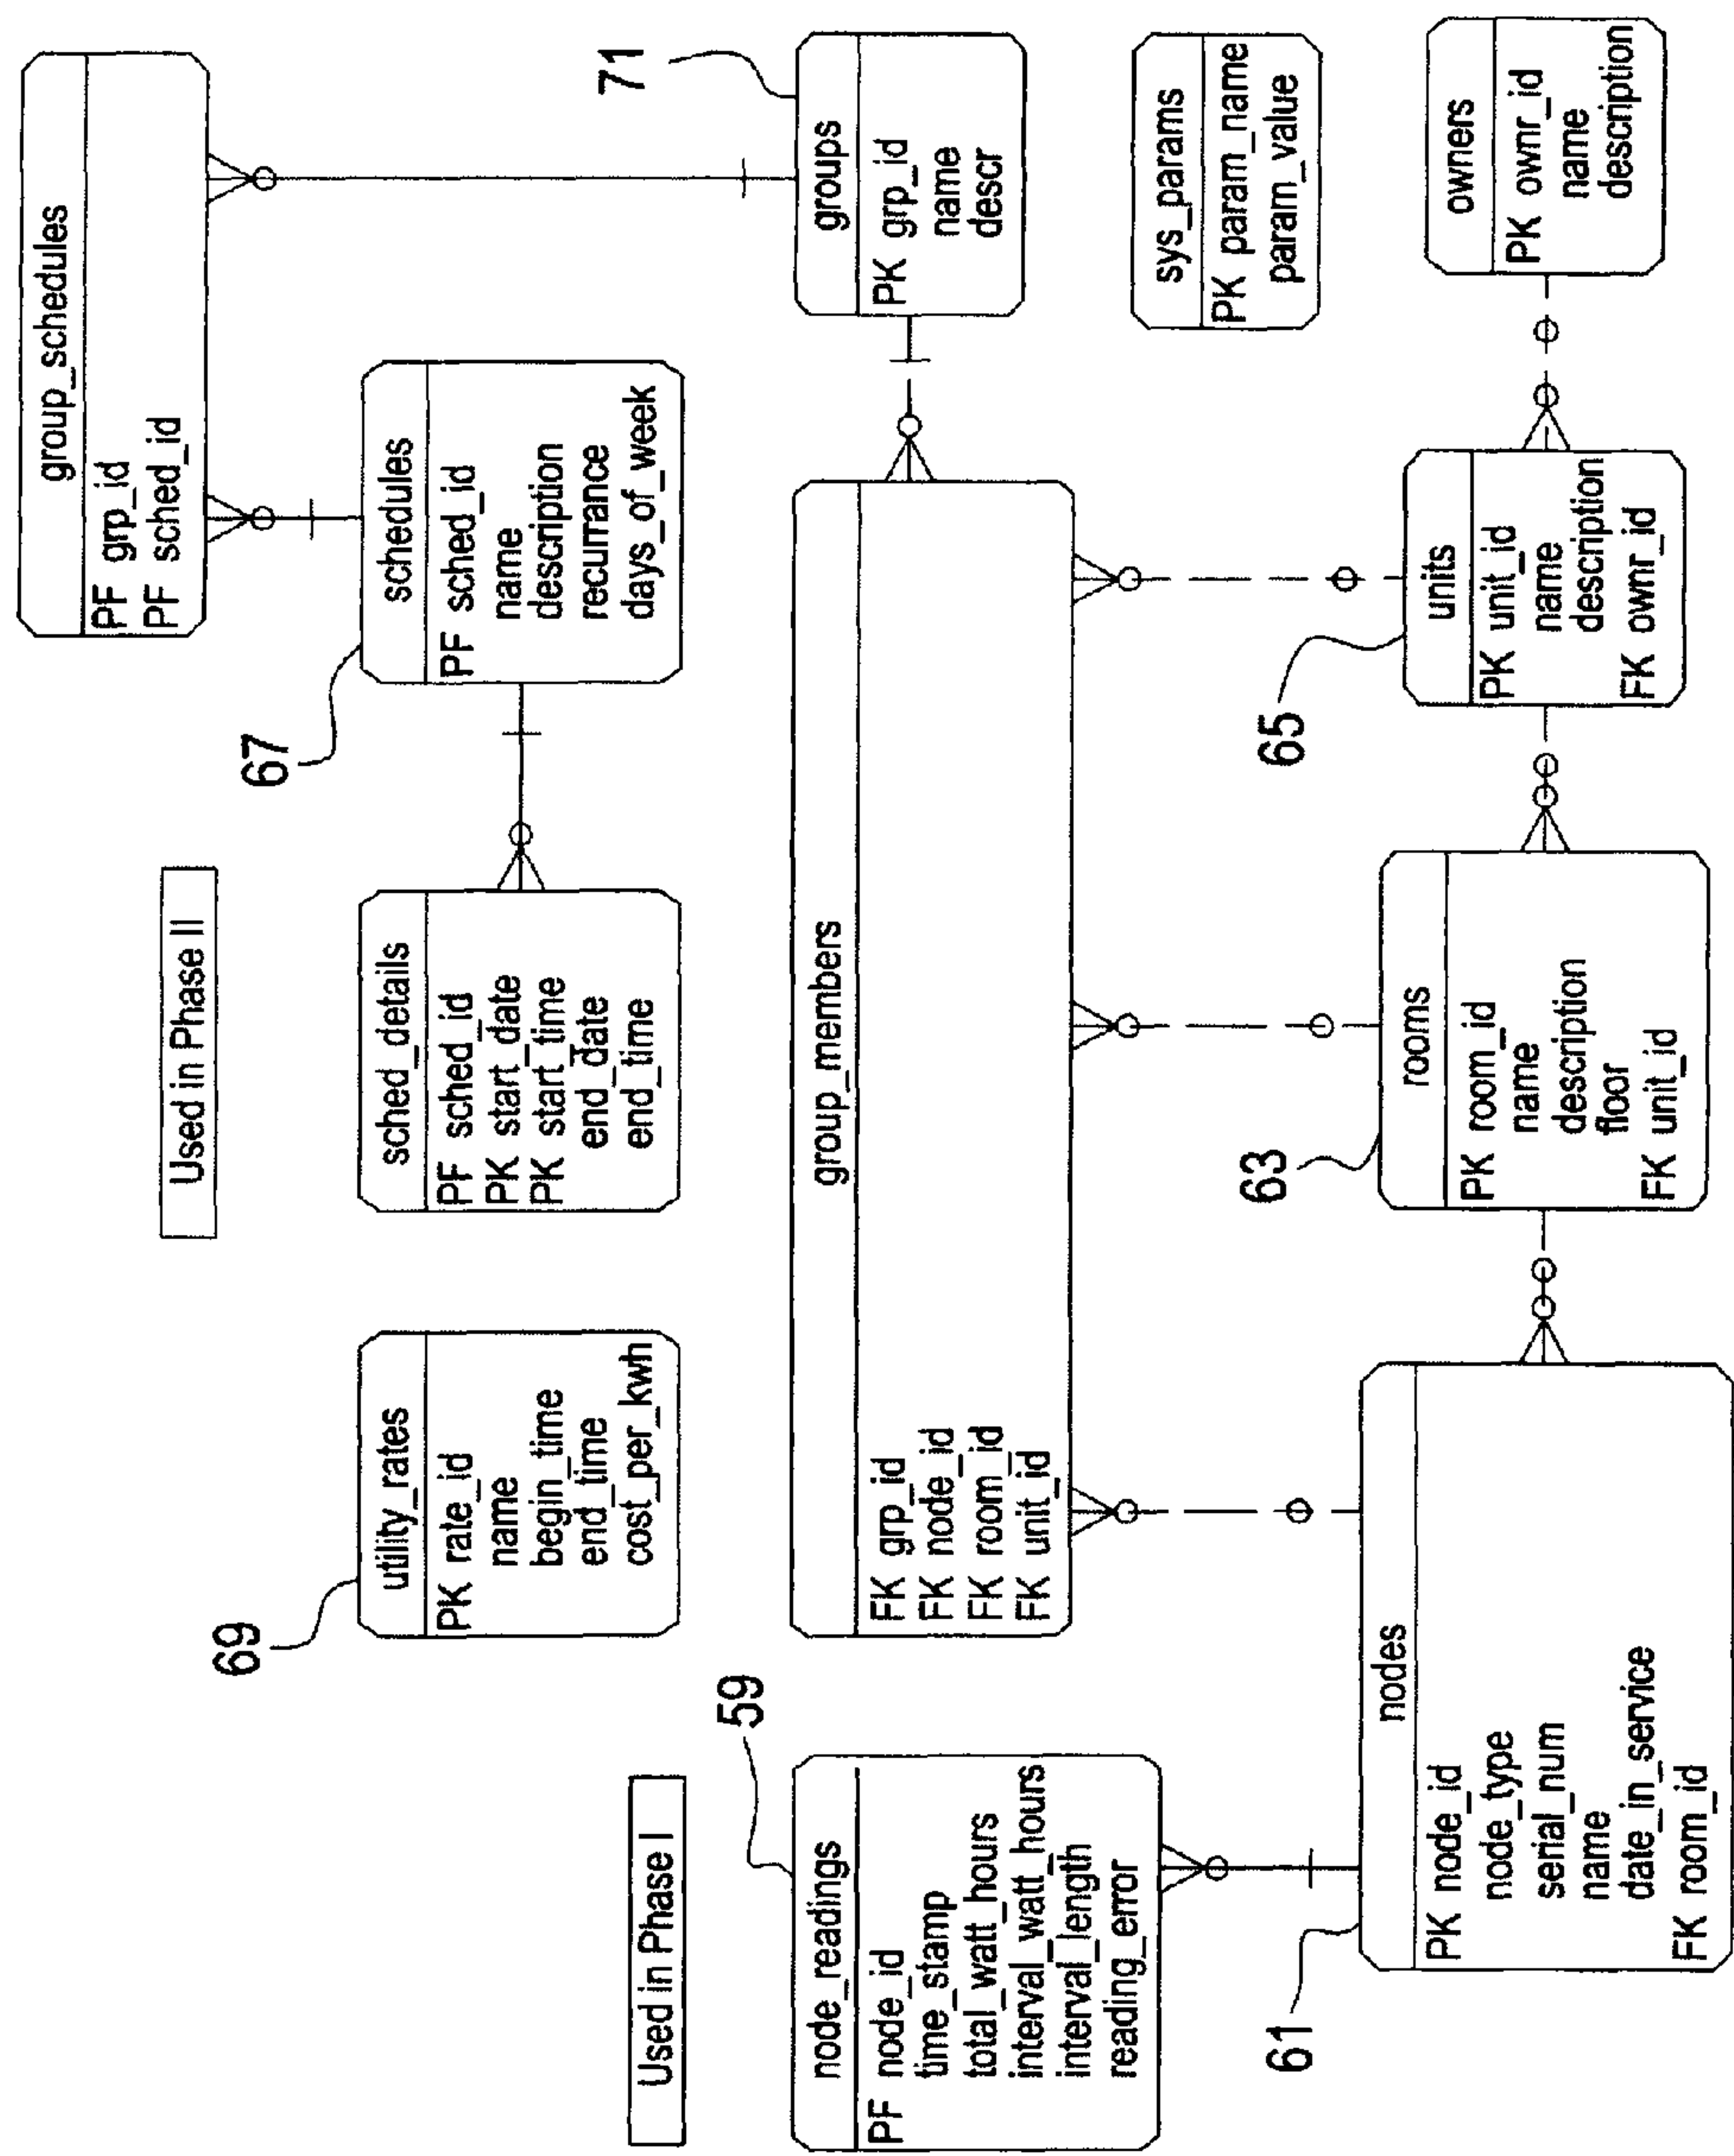 Used in Phase II
69
utility_rates
PK rate_id
name
begin_time
end_time
cost_per_kwh
sched_details
PF sched_id
PK start_date
PK start_time
end_date
end_time
67
schedules
PF sched_id
name
description
recurrance
days_of_week
group_schedules
PF grp_id
PF sched_id
Used in Phase I
59
node_readings
PF node_id
time_stamp
total_watt_hours
interval_watt_hours
interval_length
reading_error
group_members
FK grp_id
FK node_id
FK room_id
FK unit_id
71
groups
PK grp_id
name
descr
sys_params
PK param_name
param_value
61
nodes
PK node_id
node_type
serial_num
name
date_in_service
FK room_id
63
rooms
PK room_id
name
description
floor
FK unit_id
65
units
PK unit_id
name
description
FK ownr_id
owners
PK ownr_id
name
description